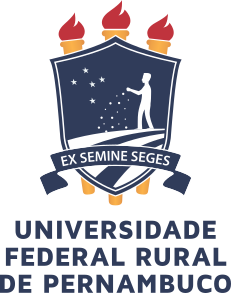 EX SEMINE SEGES
UNIVERSIDADE
FEDERAL RURAL
DE PERNAMBUCO